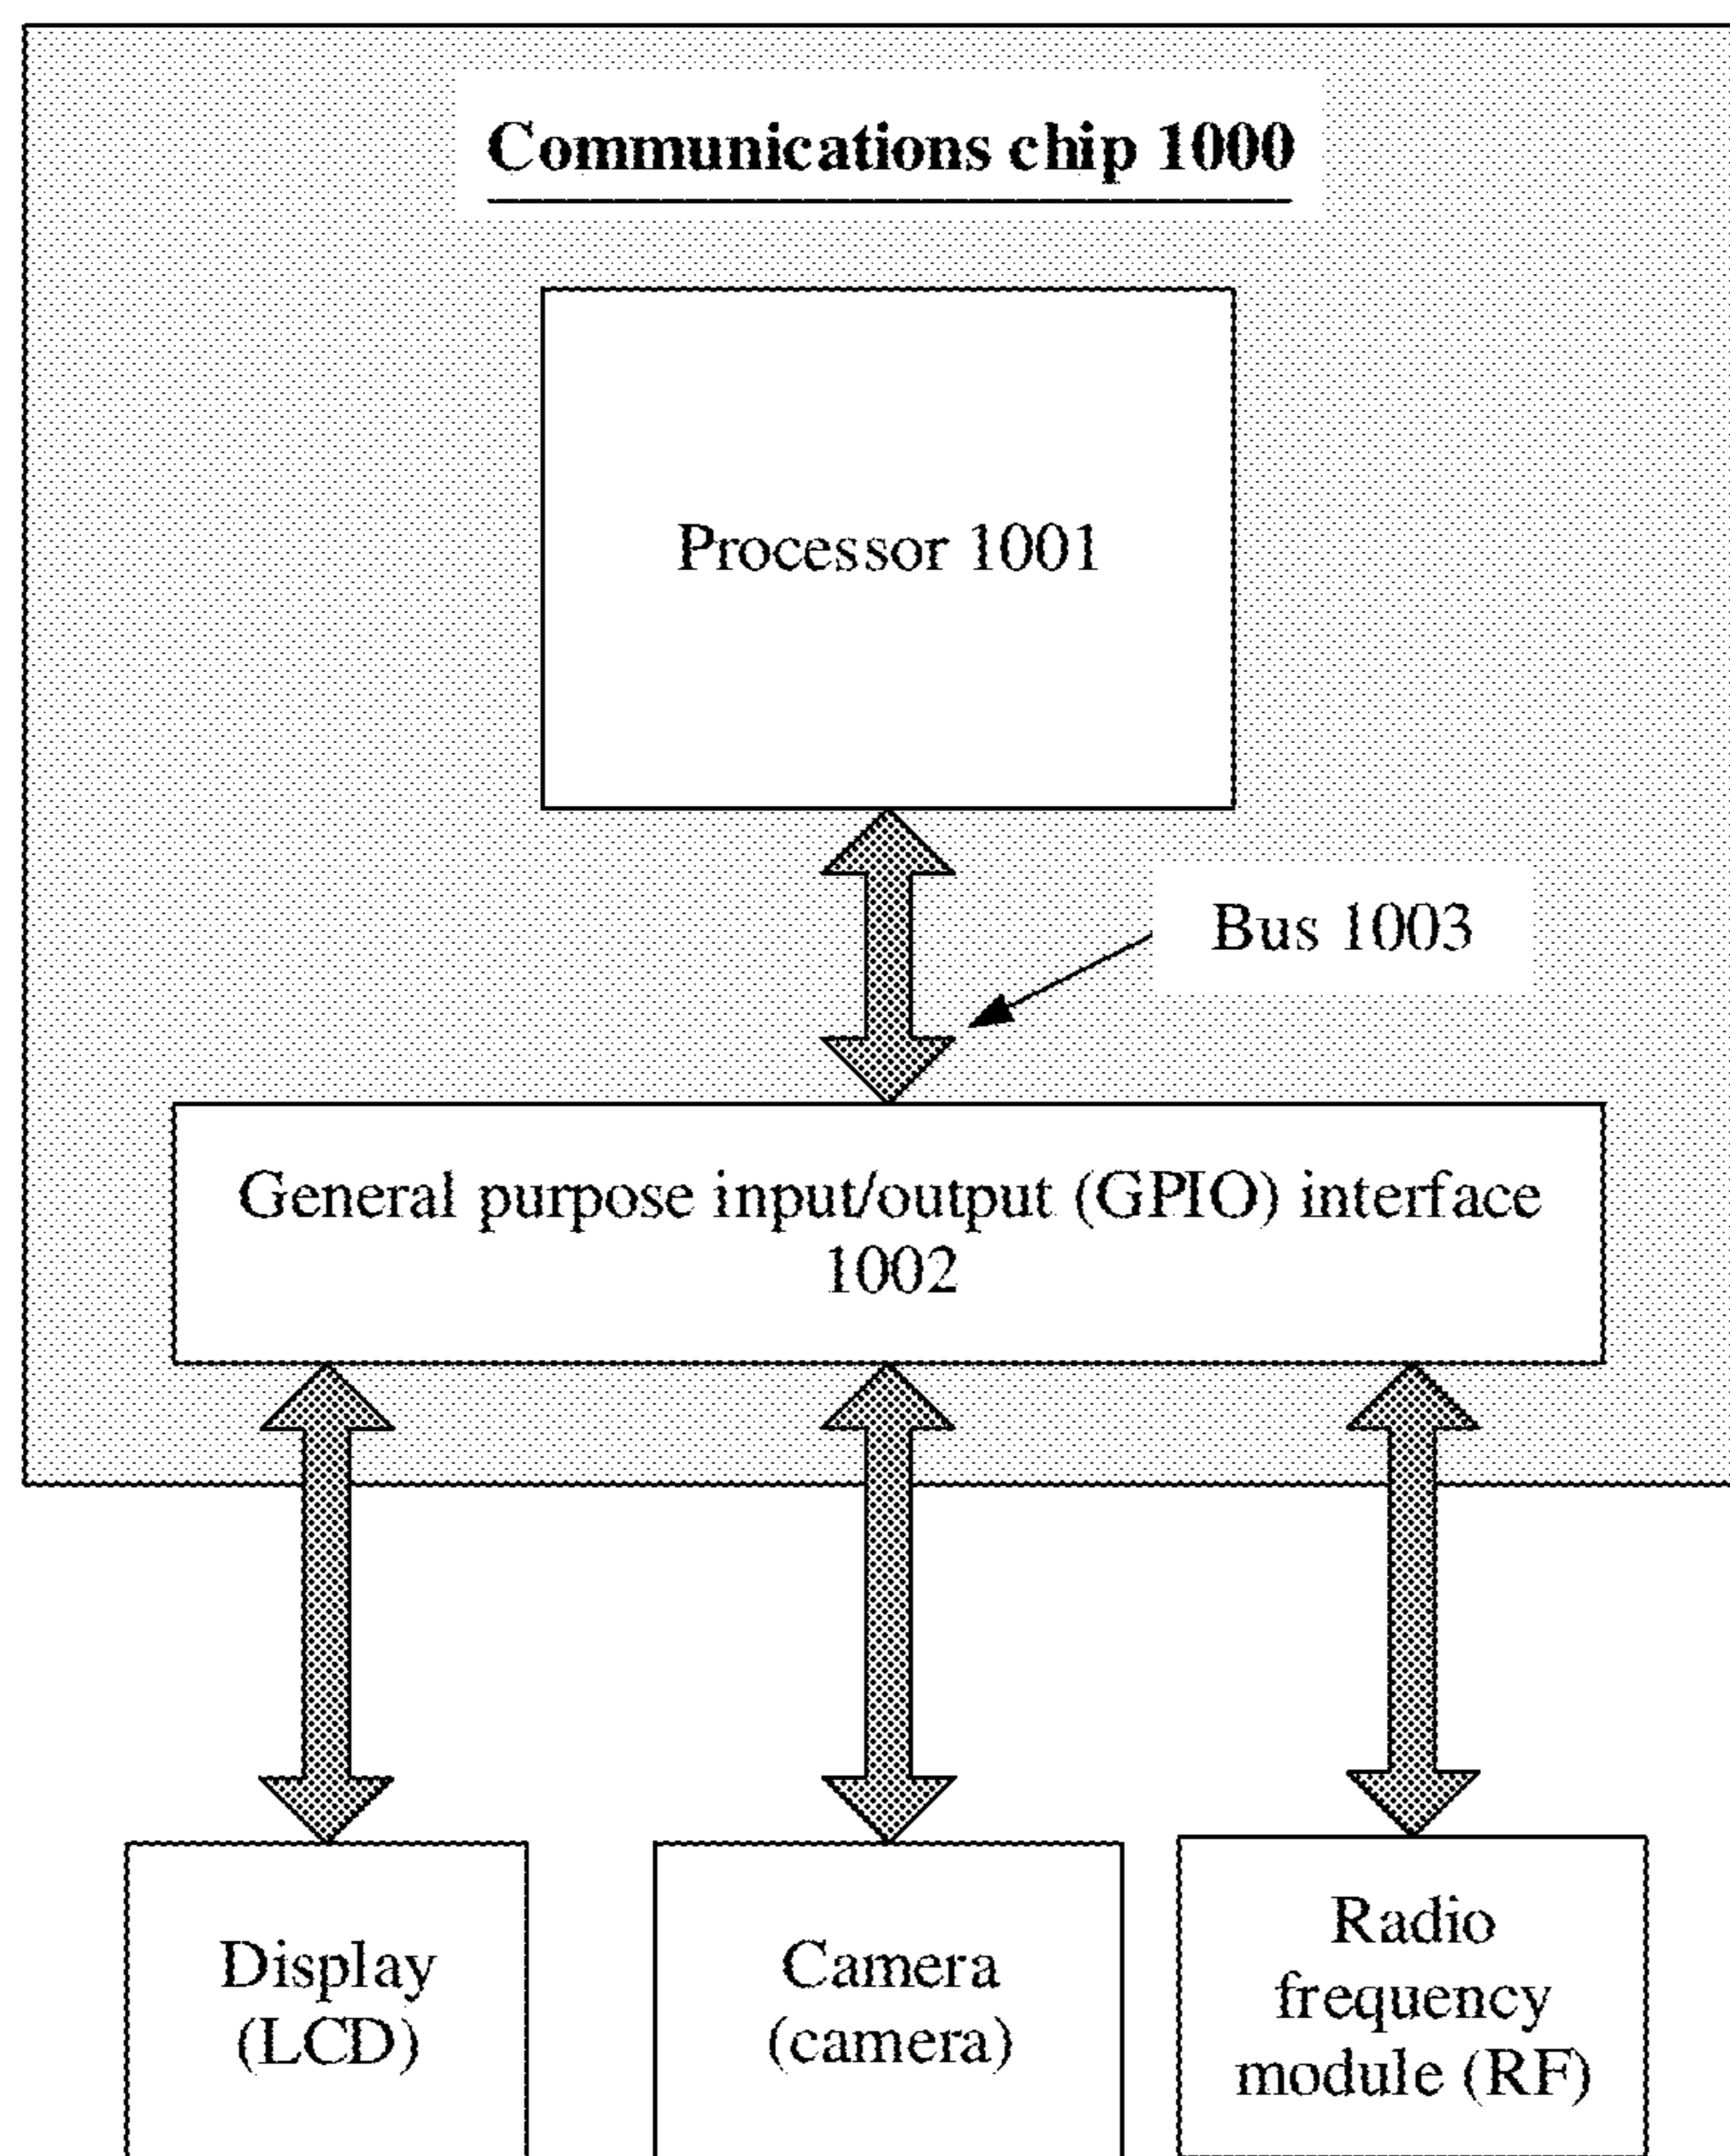 Communications chip 1000
Processor 1001
Bus 1003
General purpose input/output (GPIO) interface
1002
Display
(LCD)
Camera
(camera)
Radio
frequency
module (RF)